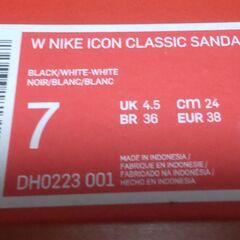 W NIKE ICON CLASSIC SANDA
BLACK/WHITE-WHITE
NOIR/BLANC/BLANC
7
UK 4.5 cm 24
BR 36 EUR 38
MADE IN INDONESIA /
FABRIQUE EN INDONESIE /
FABRICADO NA INDONÉSIA /
HECHO EN INDONESIA
DH0223 001